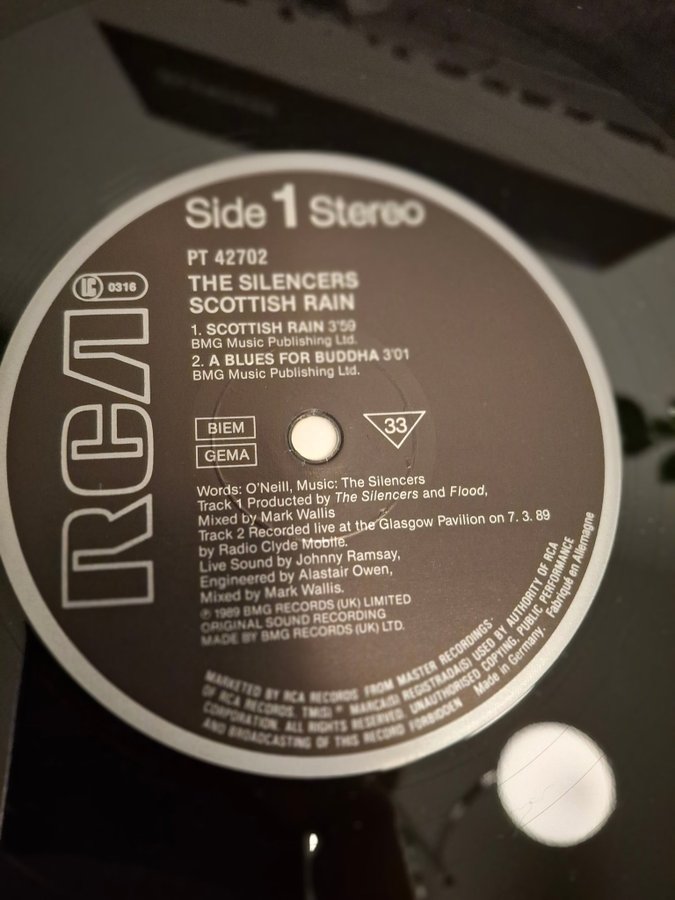 Side 1 Stereo
PT 42702
LC 0316
THE SILENCERS
SCOTTISH RAIN
1. SCOTTISH RAIN 3'59
BMG Music Publishing Ltd.
2. A BLUES FOR BUDDHA 3'01
BMG Music Publishing Ltd.
RCA
BIEM
GEMA
33
Words: O'Neill, Music: The Silencers
Track 1 Produced by The Silencers and Flood,
Mixed by Mark Wallis
Track 2 Recorded live at the Glasgow Pavilion on 7. 3. 89
by Radio Clyde Mobile.
Live Sound by Johnny Ramsay,
Engineered by Alastair Owen,
Mixed by Mark Wallis.
℗ 1989 BMG RECORDS (UK) LIMITED
ORIGINAL SOUND RECORDING
MADE BY BMG RECORDS (UK) LTD.
MARKETED BY RCA RECORDS FROM MASTER RECORDINGS.
OF RCA RECORDS. TM(S) ® MARCA(S) REGISTRADA(S) USED BY AUTHORITY OF RCA
CORPORATION. ALL RIGHTS RESERVED. UNAUTHORISED COPYING, PUBLIC PERFORMANCE
AND BROADCASTING OF THIS RECORD FORBIDDEN Made in Germany. Fabriqué en Allemagne